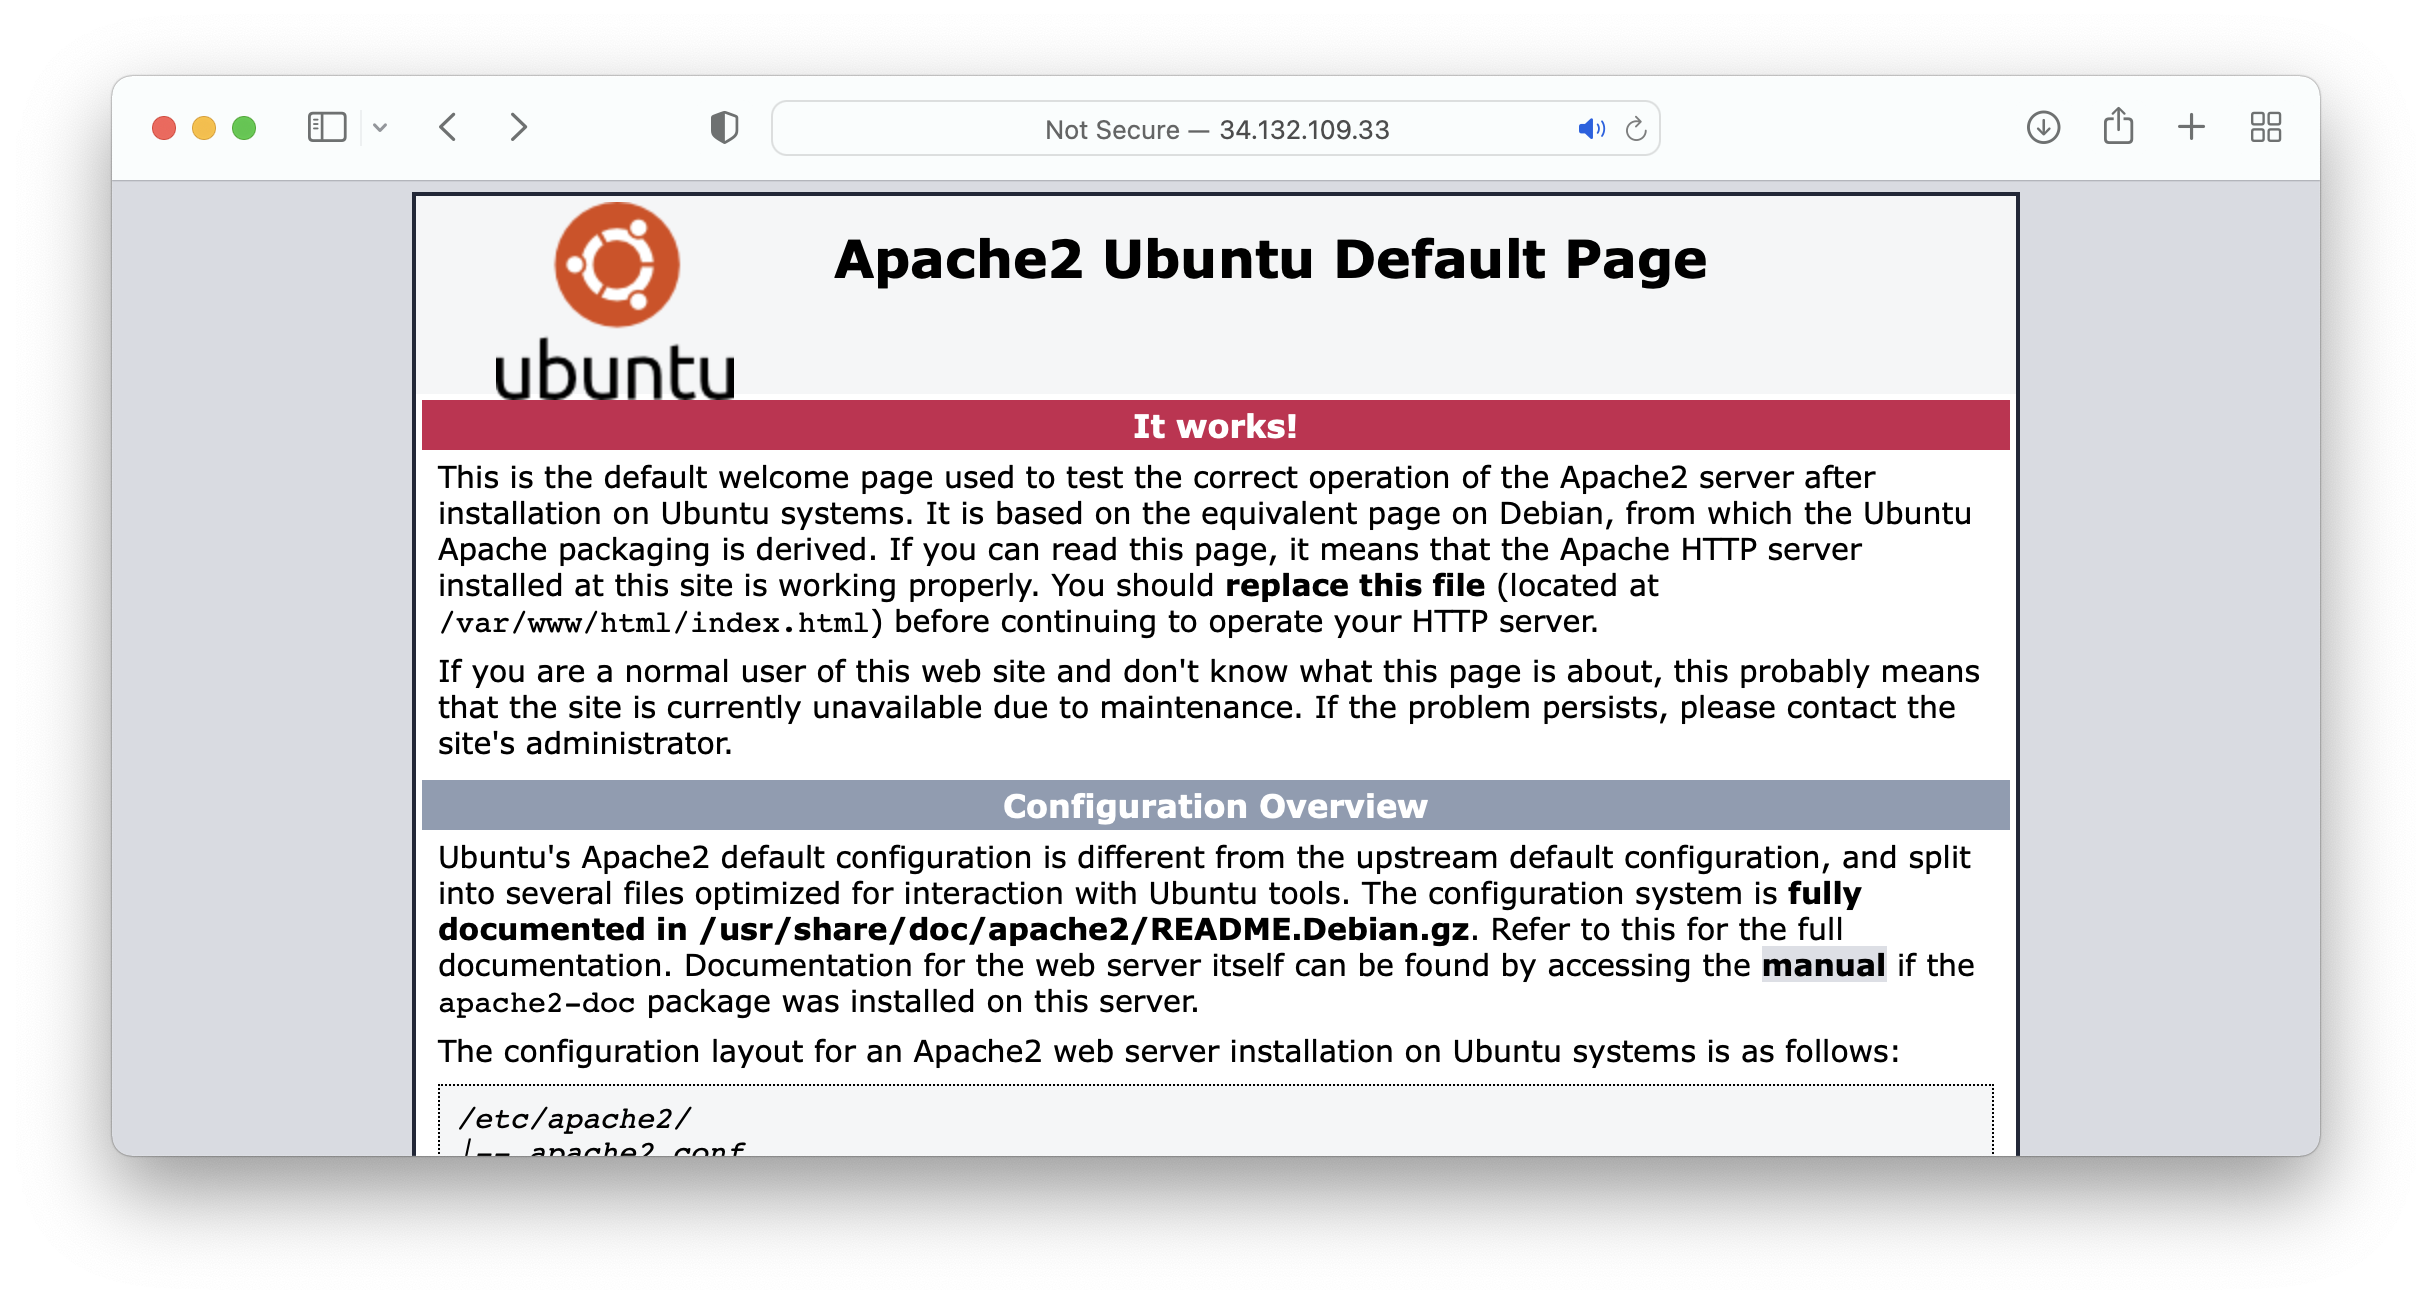 Not Secure — 34.132.109.33
Apache2 Ubuntu Default Page
ubuntu
It works!
This is the default welcome page used to test the correct operation of the Apache2 server after
installation on Ubuntu systems. It is based on the equivalent page on Debian, from which the Ubuntu
Apache packaging is derived. If you can read this page, it means that the Apache HTTP server
installed at this site is working properly. You should replace this file (located at
/var/www/html/index.html) before continuing to operate your HTTP server.
If you are a normal user of this web site and don't know what this page is about, this probably means
that the site is currently unavailable due to maintenance. If the problem persists, please contact the
site's administrator.
Configuration Overview
Ubuntu's Apache2 default configuration is different from the upstream default configuration, and split
into several files optimized for interaction with Ubuntu tools. The configuration system is fully
documented in /usr/share/doc/apache2/README.Debian.gz. Refer to this for the full
documentation. Documentation for the web server itself can be found by accessing the manual if the
apache2-doc package was installed on this server.
The configuration layout for an Apache2 web server installation on Ubuntu systems is as follows:
/etc/apache2/
|-- apache2.conf